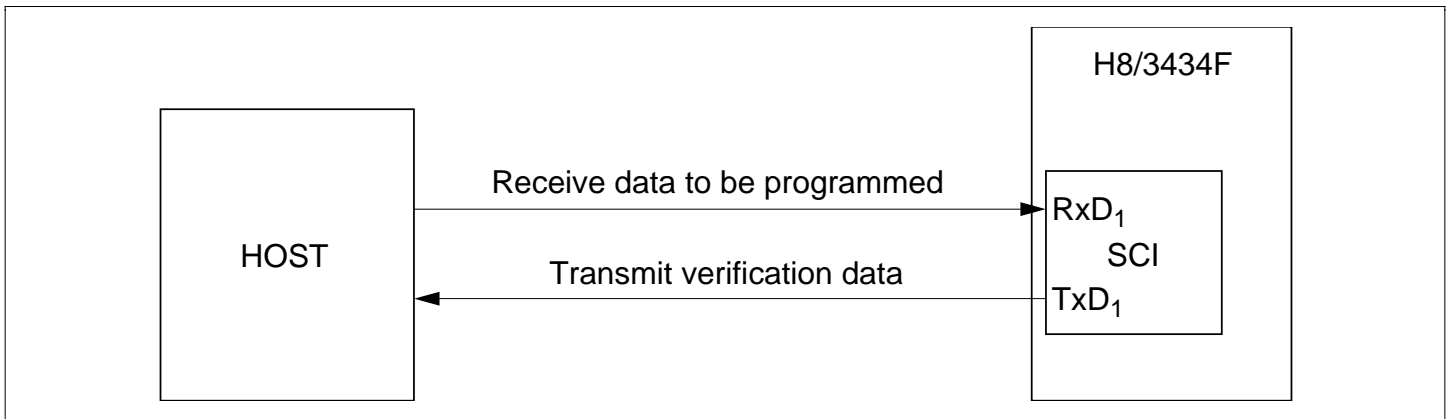 H8/3434F
Receive data to be programmed
RxD₁
HOST
SCI
Transmit verification data
TxD₁